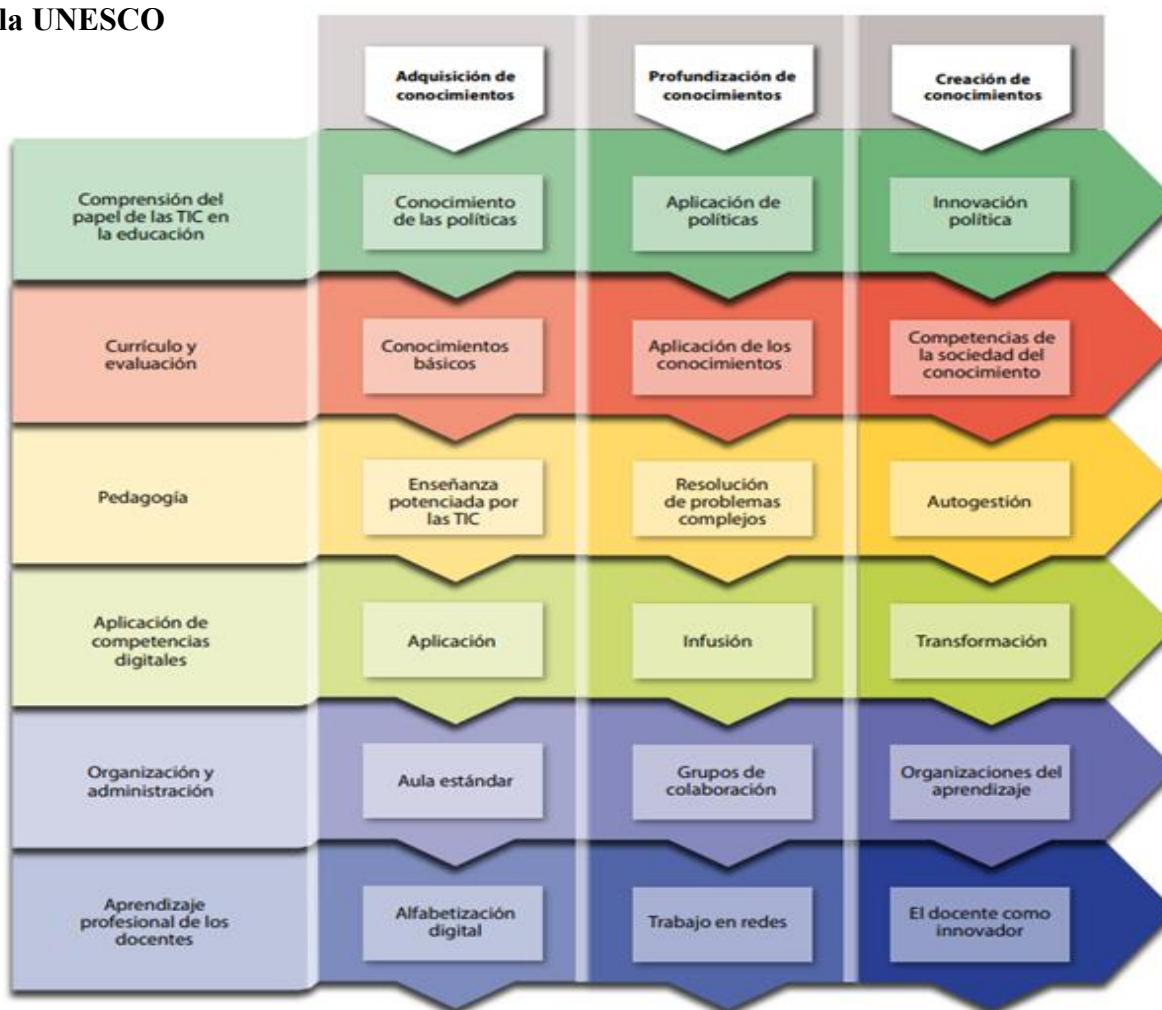 la UNESCO
Adquisición de
conocimientos
Profundización de
conocimientos
Creación de
conocimientos
Comprensión del
papel de las TIC en
la educación
Conocimiento
de las políticas
Aplicación de
políticas
Innovación
política
Currículo y
evaluación
Conocimientos
básicos
Aplicación de los
conocimientos
Competencias de
la sociedad del
conocimiento
Pedagogía
Enseñanza
potenciada por
las TIC
Resolución
de problemas
complejos
Autogestión
Aplicación de
competencias
digitales
Aplicación
Infusión
Transformación
Organización y
administración
Aula estándar
Grupos de
colaboración
Organizaciones del
aprendizaje
Aprendizaje
profesional de los
docentes
Alfabetización
digital
Trabajo en redes
El docente como
innovador